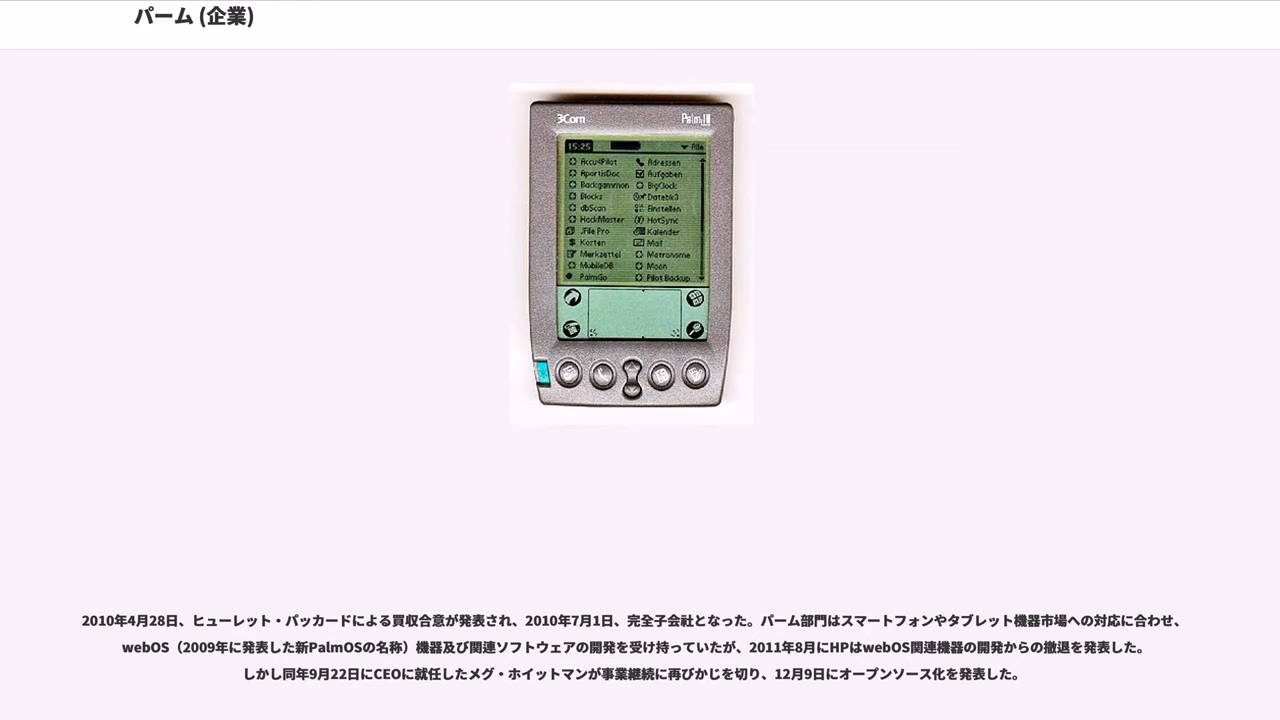 パーム (企業)
3Com
Palm III
15:25
Alle
Accu4Pilot
Adressen
AportisDoc
Aufgaben
Backgammon
BigClock
Blocks
Datebk3
dbScan
Einstellen
HackMaster
HotSync
JFile Pro
Kalender
Kosten
Mail
Merkzettel
Metronome
MobileDB
Moon
PalmGo
Pilot Backup
2010年4月28日、ヒューレット・パッカードによる買収合意が発表され、2010年7月1日、完全子会社となった。パーム部門はスマートフォンやタブレット機器市場への対応に合わせ、
webOS（2009年に発表した新PalmOSの名称）機器及び関連ソフトウェアの開発を受け持っていたが、2011年8月にHPはwebOS関連機器の開発からの撤退を発表した。
しかし同年9月22日にCEOに就任したメグ・ホイットマンが事業継続に再びかじを切り、12月9日にオープンソース化を発表した。